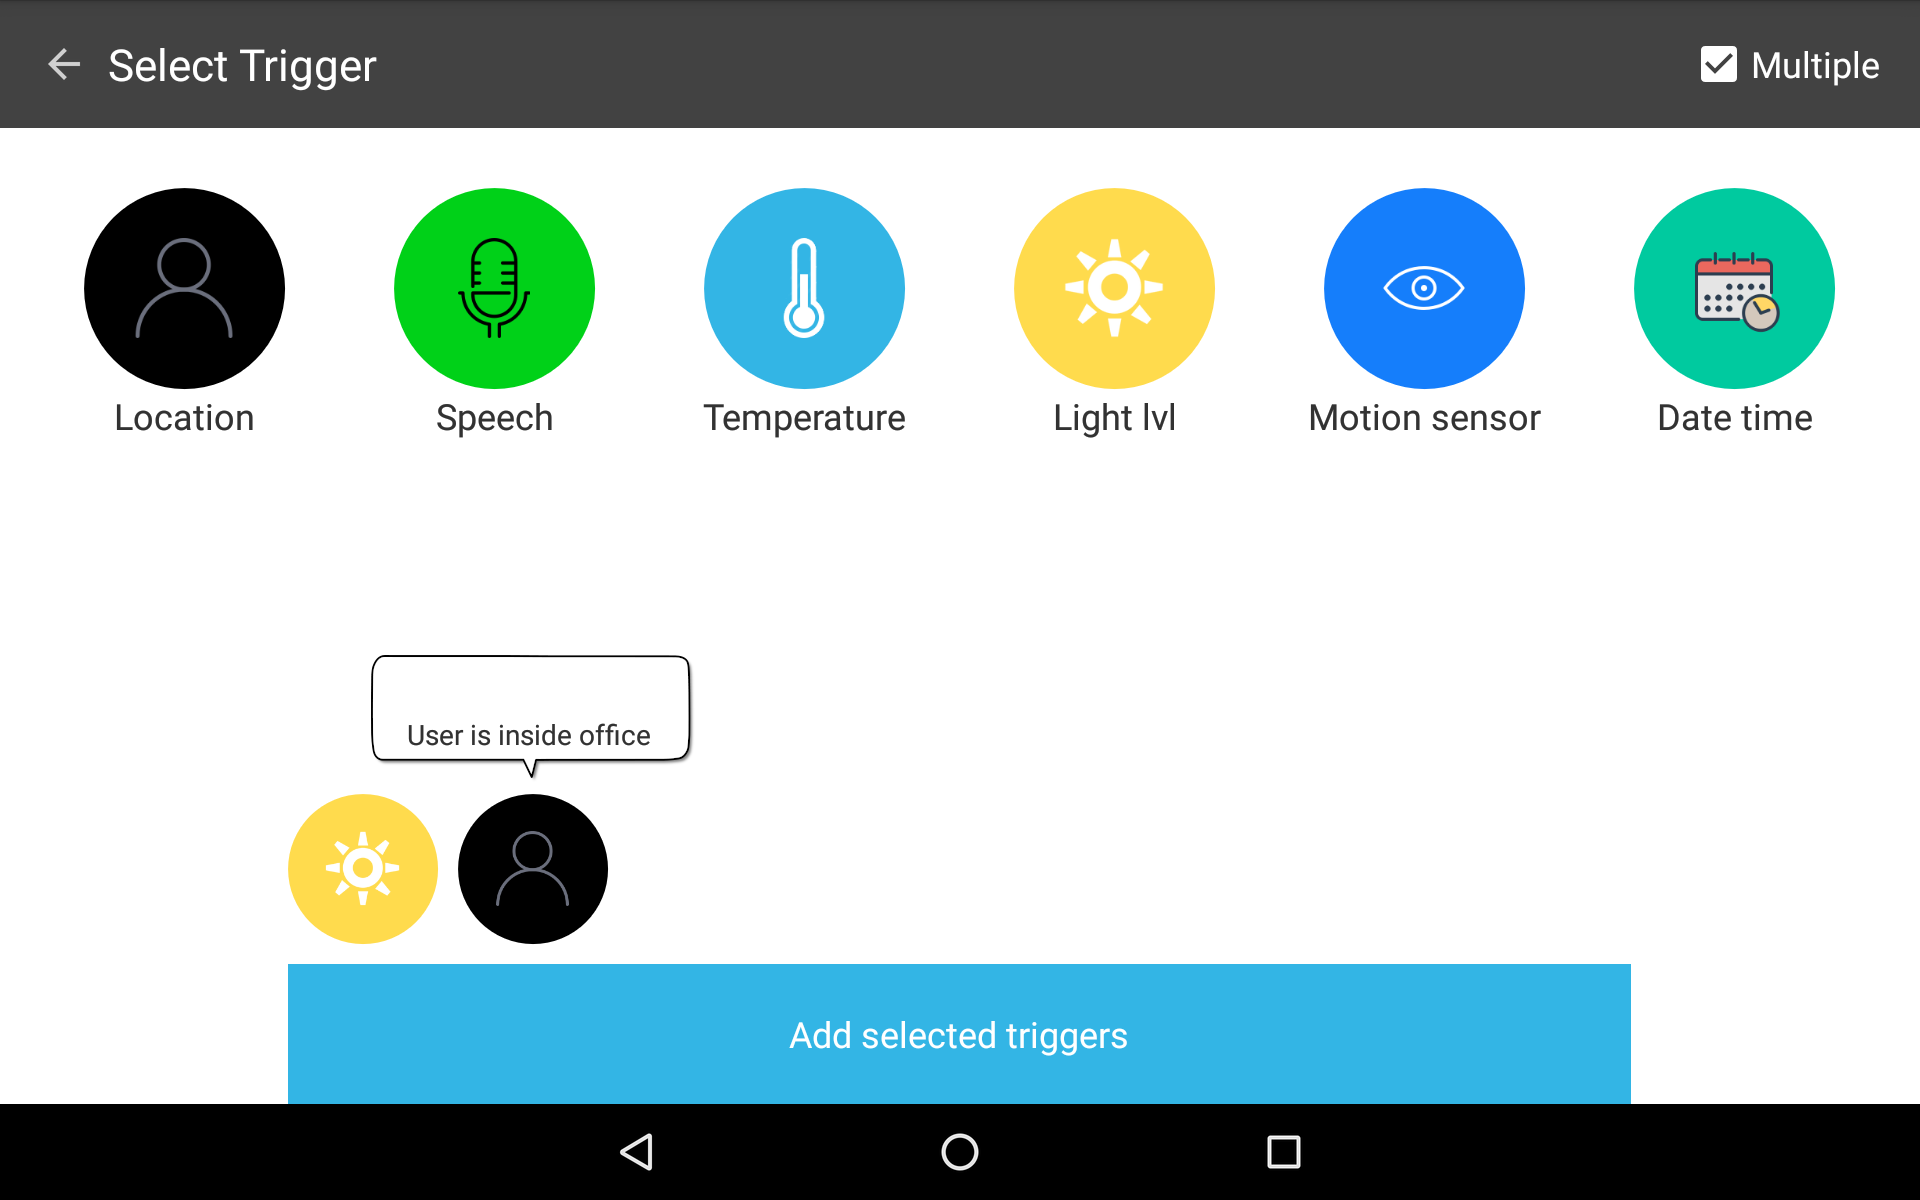 Select Trigger
Multiple
Location
Speech
Temperature
Light lvl
Motion sensor
Date time
User is inside office
Add selected triggers